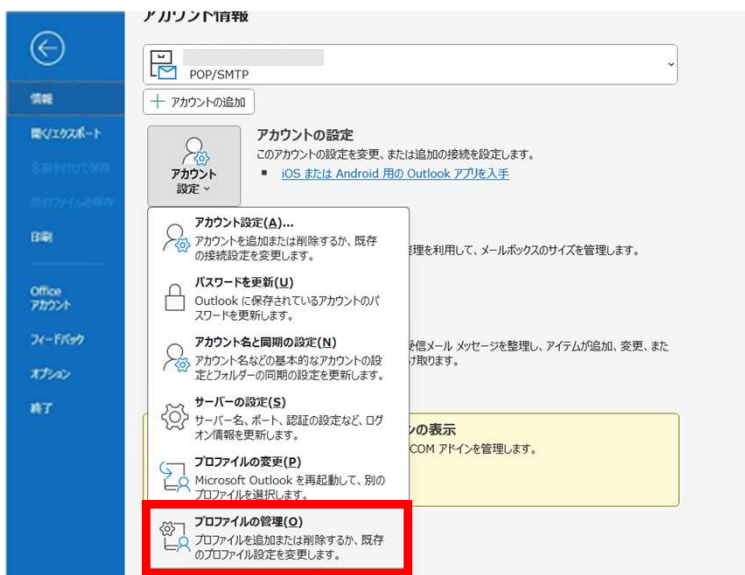 アカウント情報
POP/SMTP
アカウントの追加
情報
開く/エクスポート
名前を付けて保存
添付ファイルの保存
印刷
Office
アカウント
フィードバック
オプション
終了
アカウント
設定
アカウントの設定
このアカウントの設定を変更、または追加の接続を設定します。
iOS または Android 用の Outlook アプリを入手
アカウント設定(A)...
アカウントを追加または削除するか、既存
の接続設定を変更します。
パスワードを更新(U)
Outlook に保存されているアカウントのパ
スワードを更新します。
アカウント名と同期の設定(N)
アカウント名などの基本的なアカウントの設
定とフォルダーの同期の設定を更新します。
サーバーの設定(S)
サーバー名、ポート、認証の設定など、ログ
オン情報を更新します。
プロファイルの変更(P)
Microsoft Outlook を再起動して、別の
プロファイルを選択します。
プロファイルの管理(O)
プロファイルを追加または削除するか、既存
のプロファイル設定を変更します。
理を利用して、メールボックスのサイズを管理します。
受信メール メッセージを整理し、アイテムが追加、変更、また
け取ります。
ンの表示
COM アドインを管理します。